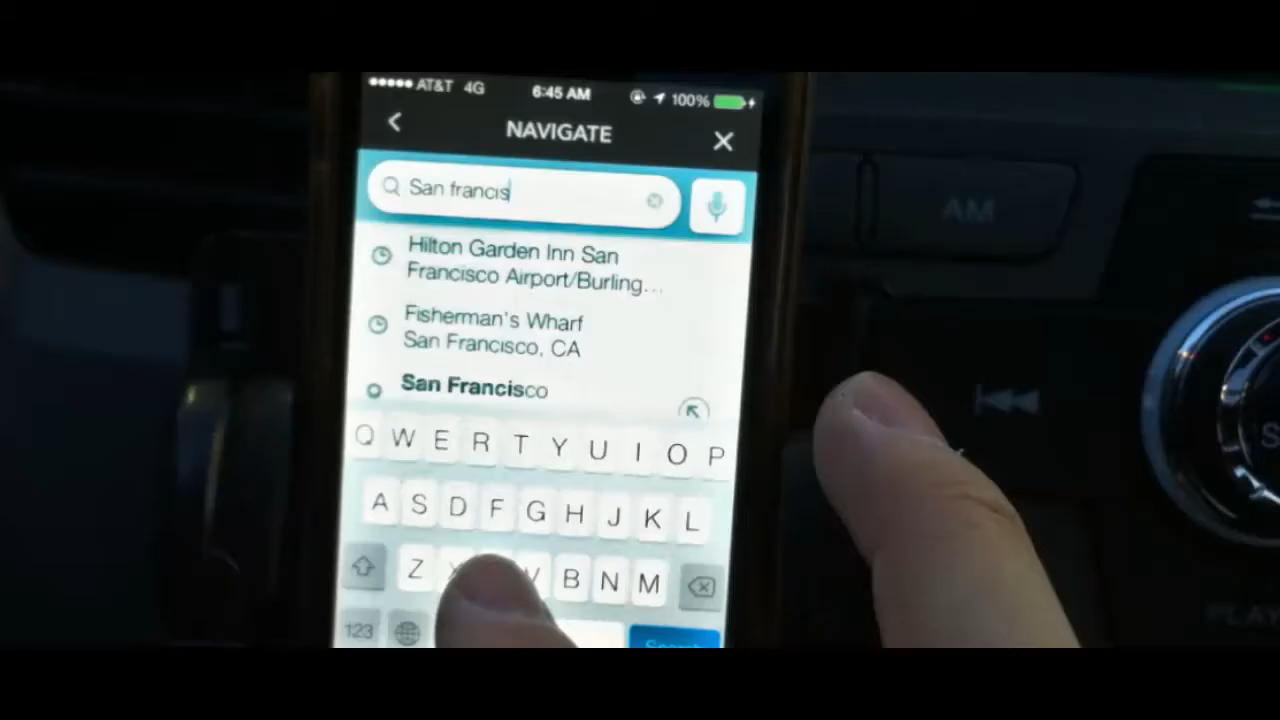 AT&T 4G 6:45 AM 100%
NAVIGATE
San francis
Hilton Garden Inn San
Francisco Airport/Burling...
Fisherman's Wharf
San Francisco, CA
San Francisco
Q W E R T Y U I O P
A S D F G H J K L
Z X V B N M
123 Search
AM